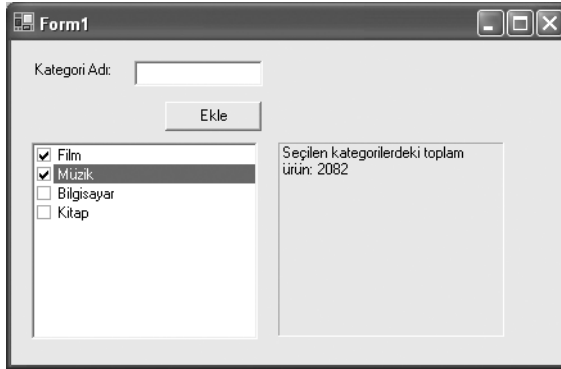 Form1
Kategori Adı:
Ekle
Film
Müzik
Bilgisayar
Kitap
Seçilen kategorilerdeki toplam
ürün: 2082